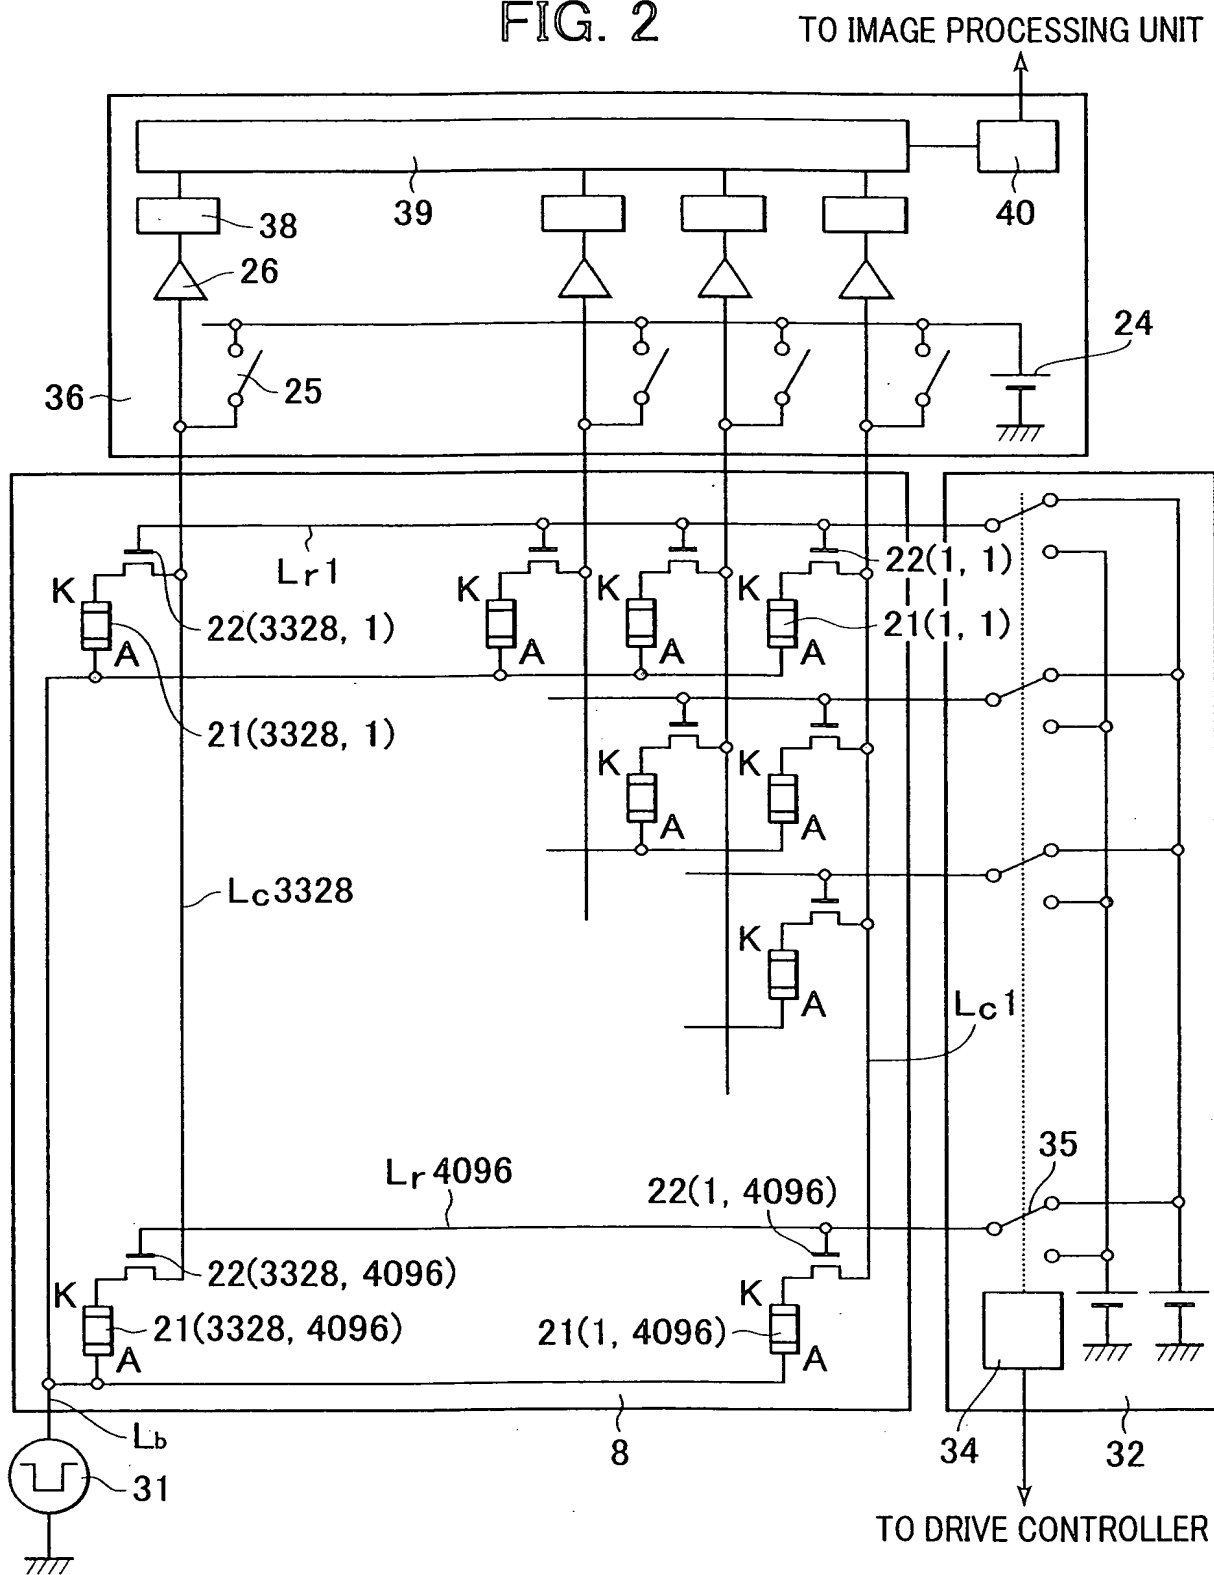 FIG. 2
TO IMAGE PROCESSING UNIT
39
40
38
26
24
25
36
Lr1
22(1, 1)
K
K
K
K
22(3328, 1)
21(1, 1)
A
A
A
A
21(3328, 1)
K
K
A
A
Lc3328
K
A
Lc1
35
Lr4096
22(1, 4096)
22(3328, 4096)
K
K
21(3328, 4096)
21(1, 4096)
A
A
Lb
8
34
32
31
TO DRIVE CONTROLLER